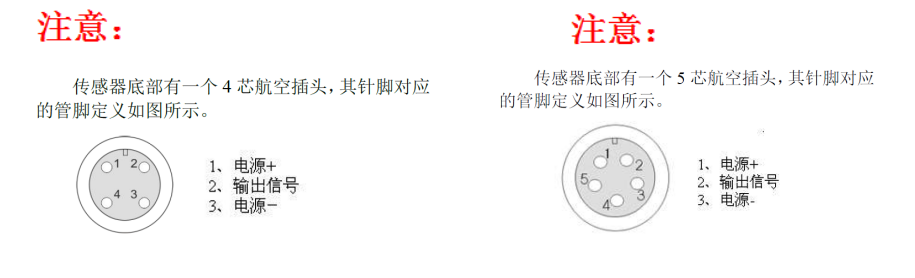 注意：
传感器底部有一个 4 芯航空插头，其针脚对应
的管脚定义如图所示。
1 2
4 3
1、电源+
2、输出信号
3、电源－
注意：
传感器底部有一个 5 芯航空插头，其针脚对应
的管脚定义如图所示。
1
2
5
3
4
1、电源+
2、输出信号
3、电源-